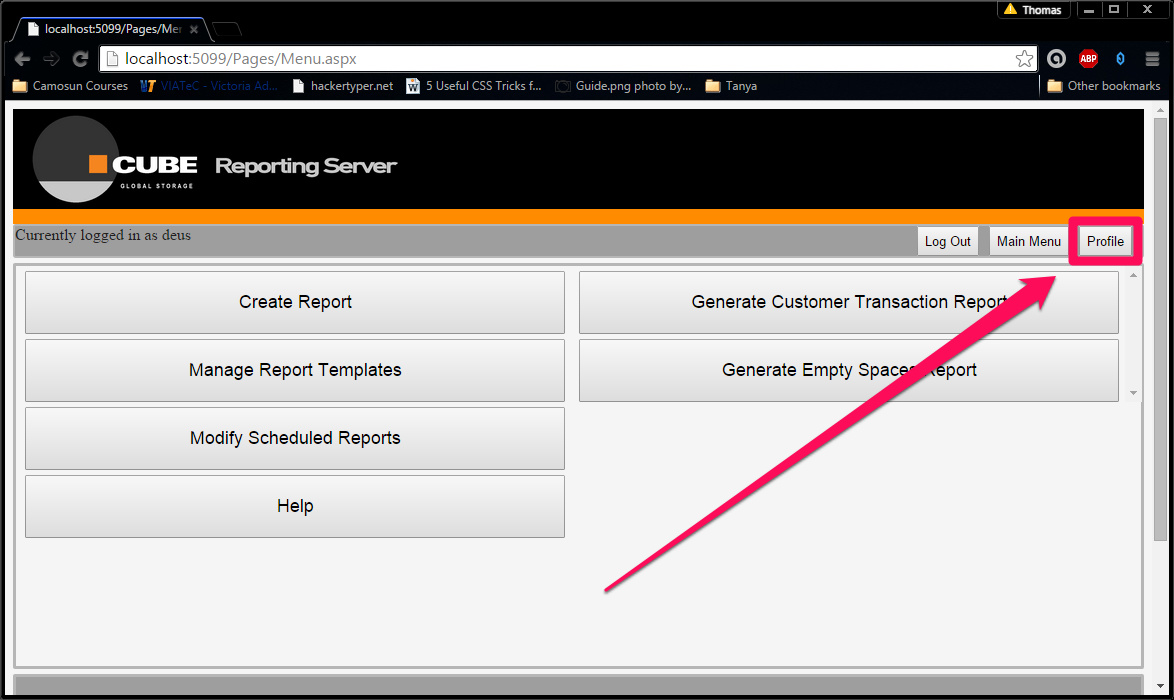 Thomas
localhost:5099/Pages/Mer
localhost:5099/Pages/Menu.aspx
ABP
Camosun Courses VIATeC - Victoria Ad... hackertyper.net 5 Useful CSS Tricks f... Guide.png photo by... Tanya Other bookmarks
CUBE Reporting Server
GLOBAL STORAGE
Currently logged in as deus
Log Out Main Menu Profile
Create Report Generate Customer Transaction Report
Manage Report Templates Generate Empty Spaces Report
Modify Scheduled Reports
Help